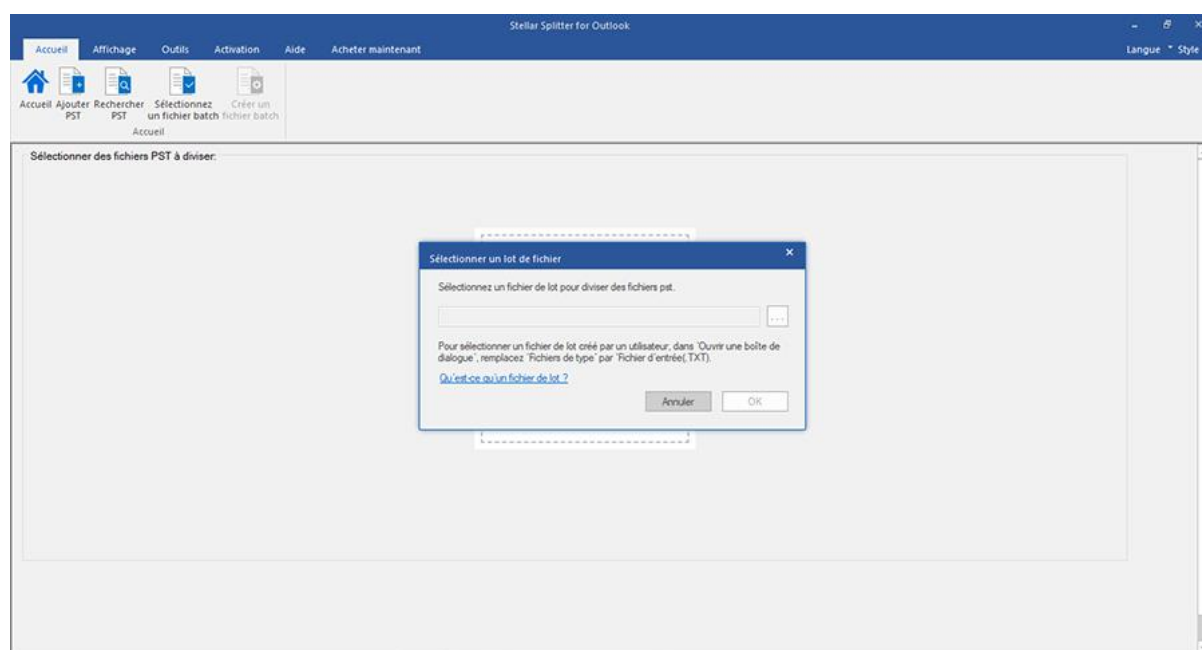 Stellar Splitter for Outlook
Accueil Affichage Outils Activation Aide Acheter maintenant Langue Style
Accueil Ajouter Rechercher Sélectionnez Créer un
PST PST un fichier batch fichier batch
Accueil
Sélectionner des fichiers PST à diviser:
Sélectionner un lot de fichier
Sélectionnez un fichier de lot pour diviser des fichiers pst.
...
Pour sélectionner un fichier de lot créé par un utilisateur, dans 'Ouvrir une boîte de
dialogue', remplacez 'Fichiers de type' par 'Fichier d'entrée(.TXT).
Qu'est-ce qu'un fichier de lot ?
Annuler OK